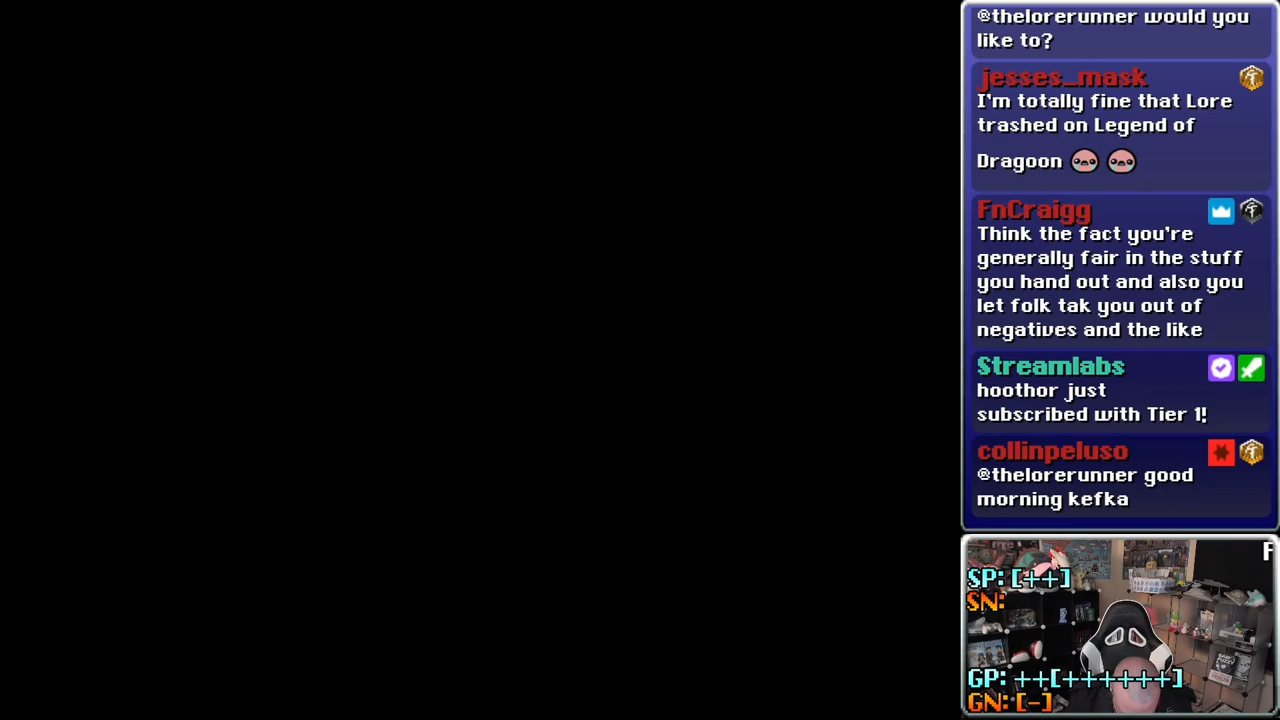 @thelorerunner would you
like to?
jesses_mask
I'm totally fine that Lore
trashed on Legend of
Dragoon
FnCraigg
Think the fact you're
generally fair in the stuff
you hand out and also you
let folk tak you out of
negatives and the like
Streamlabs
hoothor just
subscribed with Tier 1!
collinpeluso
@thelorerunner good
morning kefka
F
SP: [++]
SN:
GP: ++[++++++]
GN: [-]